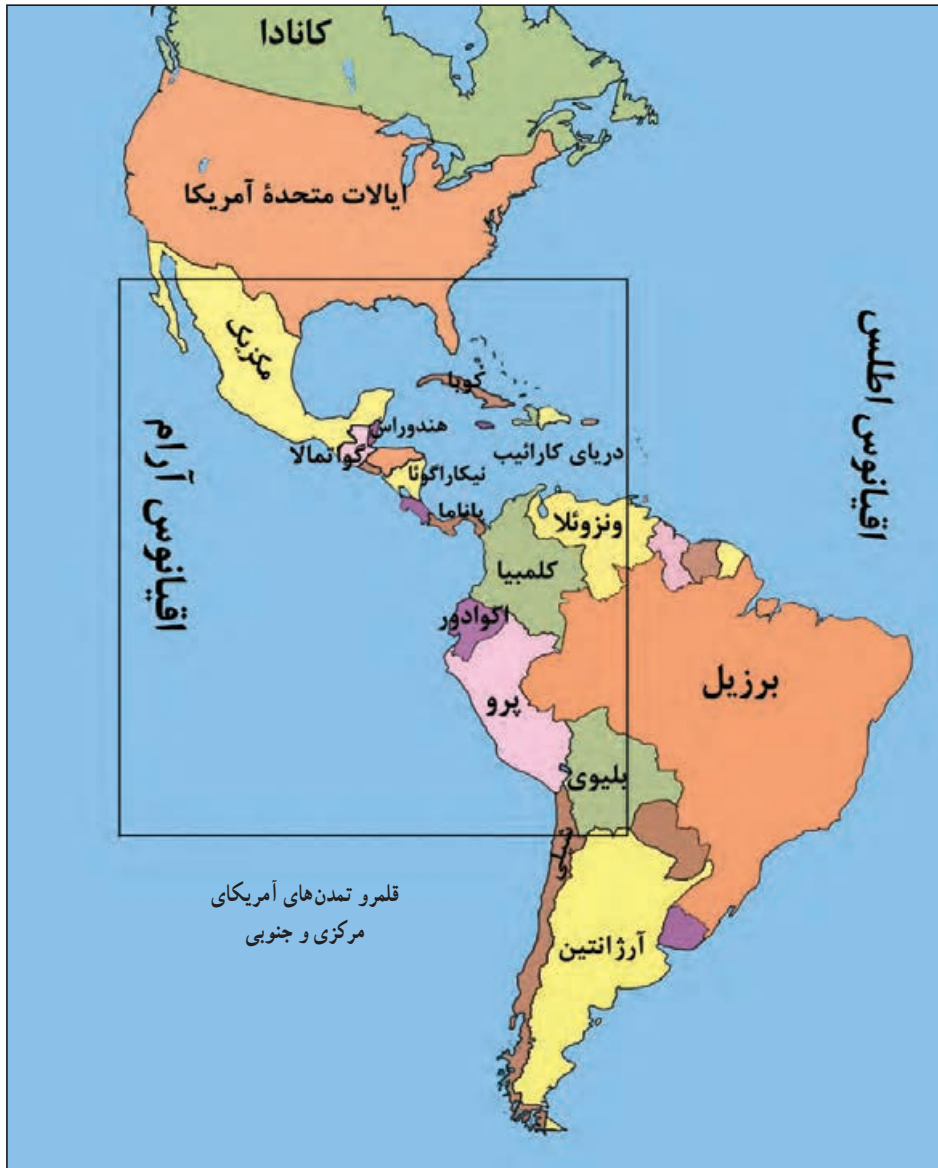 کانادا
ایالات متحدهٔ آمریکا
مکزیک
کوبا
هندوراس
گواتمالا
دریای کارائیب
نیکاراگوئا
پاناما
ونزوئلا
کلمبیا
اکوادور
پرو
برزیل
بلیوی
شیلی
آرژانتین
اقیانوس آرام
اقیانوس اطلس
قلمرو تمدن‌های آمریکای
مرکزی و جنوبی